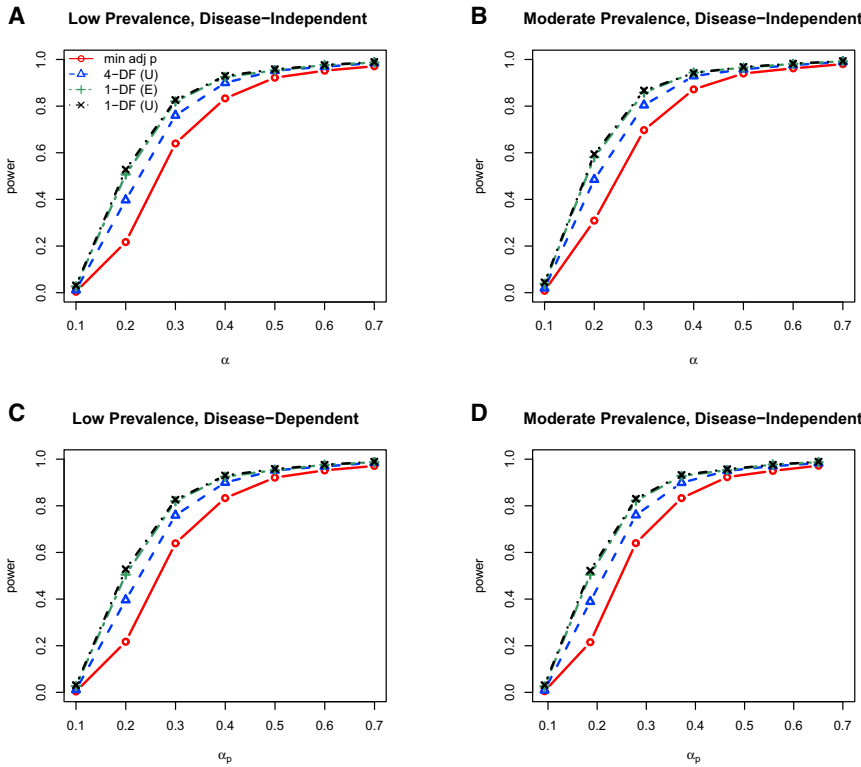 A
Low Prevalence, Disease−Independent
power
1.0
0.8
0.6
0.4
0.2
0.0
min adj p
4−DF (U)
1−DF (E)
1−DF (U)
0.1 0.2 0.3 0.4 0.5 0.6 0.7
α
B
Moderate Prevalence, Disease−Independent
power
1.0
0.8
0.6
0.4
0.2
0.0
0.1 0.2 0.3 0.4 0.5 0.6 0.7
α
C
Low Prevalence, Disease−Dependent
power
1.0
0.8
0.6
0.4
0.2
0.0
0.1 0.2 0.3 0.4 0.5 0.6 0.7
αp
D
Moderate Prevalence, Disease−Independent
power
1.0
0.8
0.6
0.4
0.2
0.0
0.1 0.2 0.3 0.4 0.5 0.6 0.7
αp